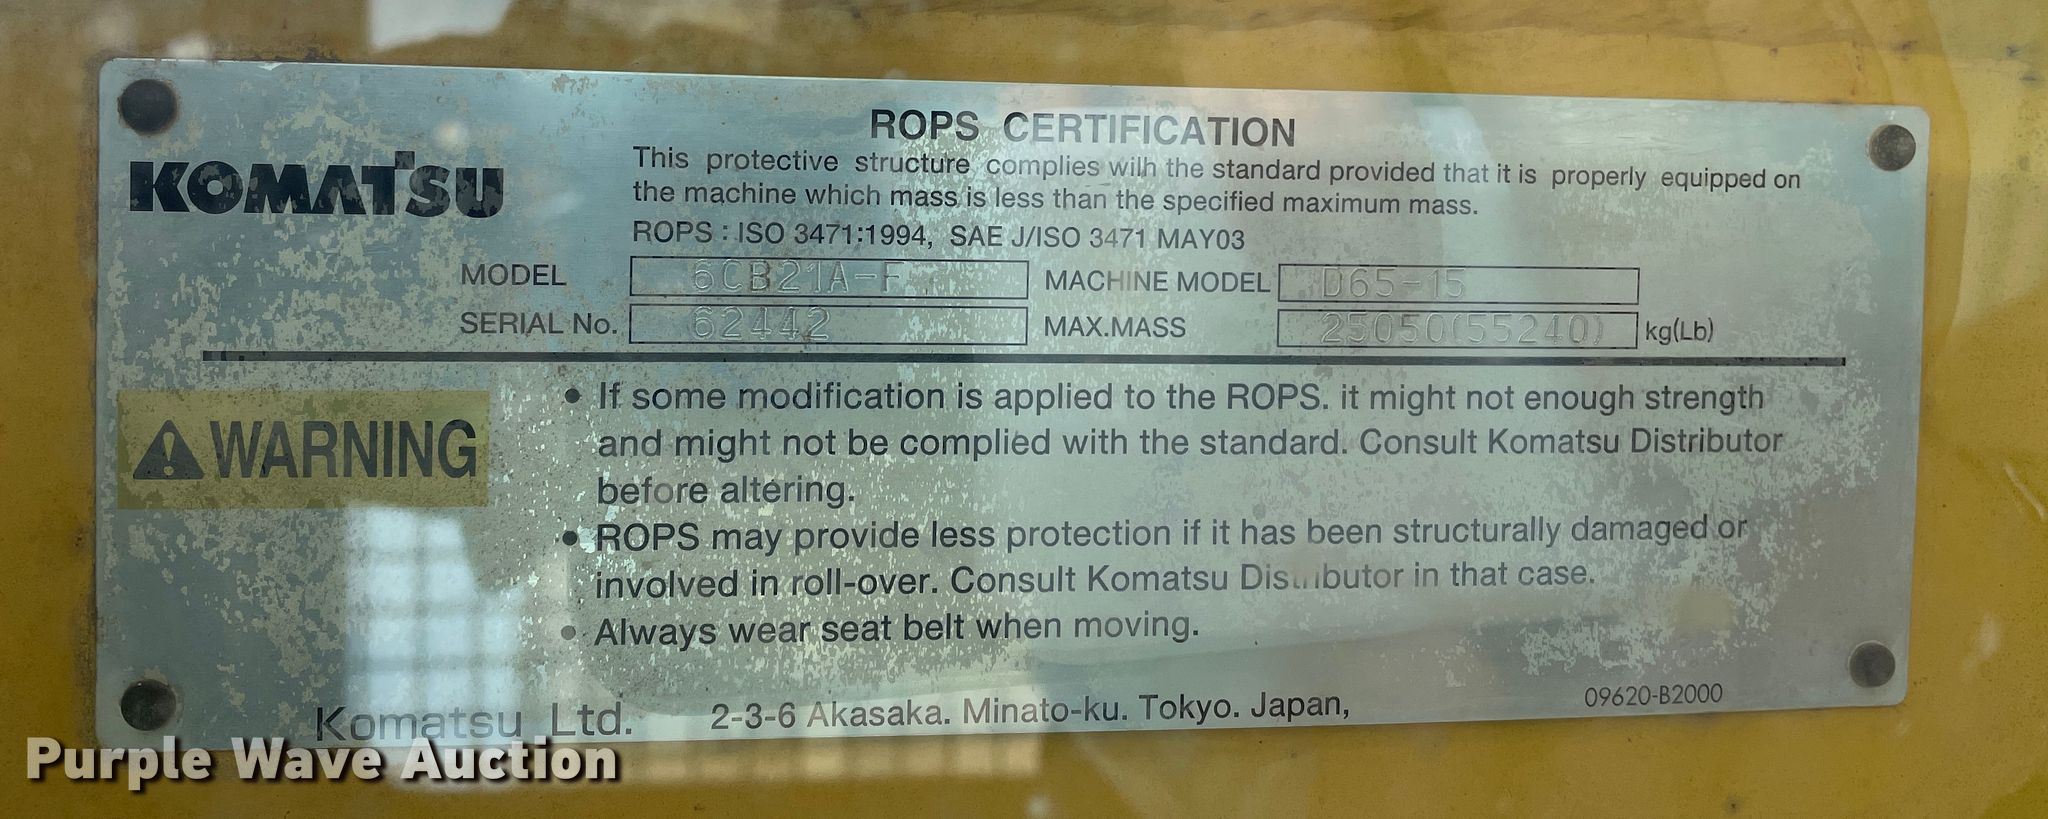 ROPS CERTIFICATION
KOMATSU
This protective structure complies wilh the standard provided that it is properly equipped on
the machine which mass is less than the specified maximum mass.
ROPS : ISO 3471:1994, SAE J/ISO 3471 MAY03
MODEL 6CB21A-F MACHINE MODEL D65-15
SERIAL No. 62442 MAX.MASS 25050(55240) kg(Lb)
WARNING
• If some modification is applied to the ROPS. it might not enough strength
and might not be complied with the standard. Consult Komatsu Distributor
before altering.
• ROPS may provide less protection if it has been structurally damaged or
involved in roll-over. Consult Komatsu Distributor in that case.
• Always wear seat belt when moving.
Komatsu Ltd. 2-3-6 Akasaka. Minato-ku. Tokyo. Japan,
09620-B2000
Purple Wave Auction